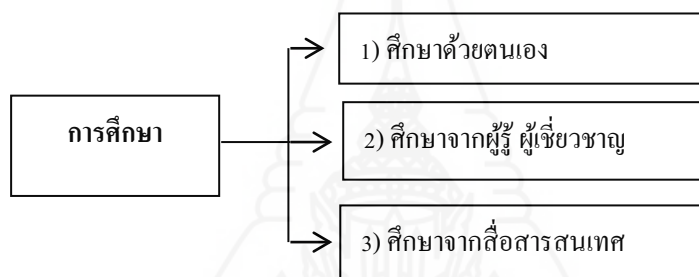 การศึกษา
1) ศึกษาด้วยตนเอง
2) ศึกษาจากผู้รู้ ผู้เชี่ยวชาญ
3) ศึกษาจากสื่อสารสนเทศ